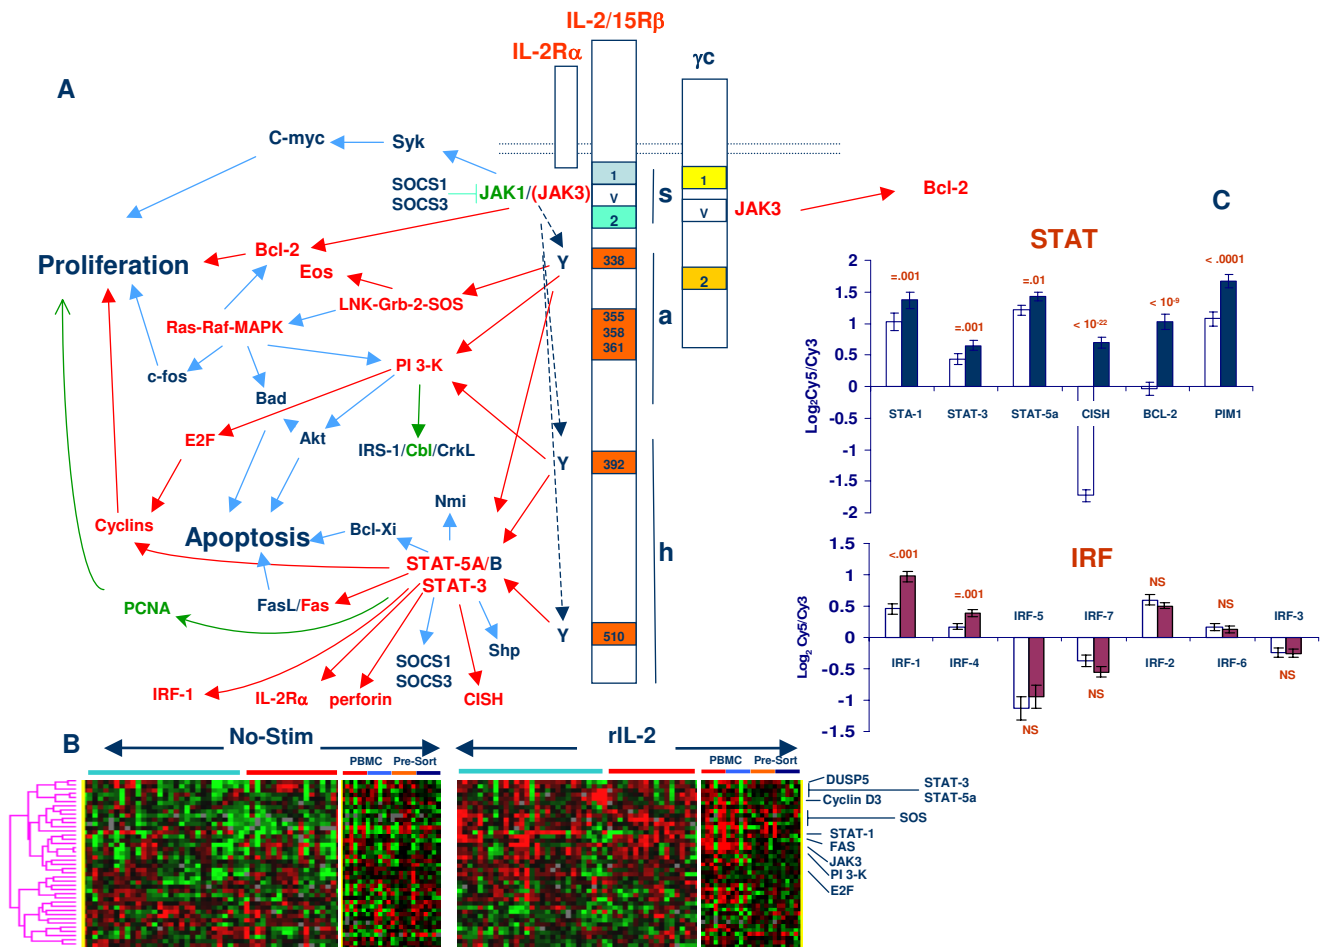 IL-2/15Rβ
IL-2Rα
γc
A
C-myc
Syk
SOCS1
SOCS3
JAK1/(JAK3)
1
V
2
s
1
V
2
JAK3
Bcl-2
Proliferation
Bcl-2
Eos
LNK-Grb-2-SOS
Ras-Raf-MAPK
c-fos
Bad
PI 3-K
Akt
E2F
IRS-1/Cbl/CrkL
Y
338
355
358
361
a
Y
392
h
Y
510
Cyclins
Apoptosis
Bcl-Xi
Nmi
STAT-5A/B
STAT-3
FasL/Fas
PCNA
SOCS1
SOCS3
Shp
IRF-1
IL-2Rα
perforin
CISH
C
STAT
Log2Cy5/Cy3
2
1.5
1
0.5
0
-0.5
-1
-1.5
-2
=.001
=.001
=.01
< 10-22
< 10-9
< .0001
STA-1
STAT-3
STAT-5a
CISH
BCL-2
PIM1
IRF
Log2 Cy5/Cy3
1.5
1
0.5
0
-0.5
-1
-1.5
<.001
=.001
IRF-5
IRF-7
NS
NS
IRF-3
IRF-1
IRF-4
IRF-2
IRF-6
NS
NS
NS
B
No-Stim
rIL-2
PBMC
Pre-Sort
PBMC
Pre-Sort
DUSP5
STAT-3
Cyclin D3
STAT-5a
SOS
STAT-1
FAS
JAK3
PI 3-K
E2F